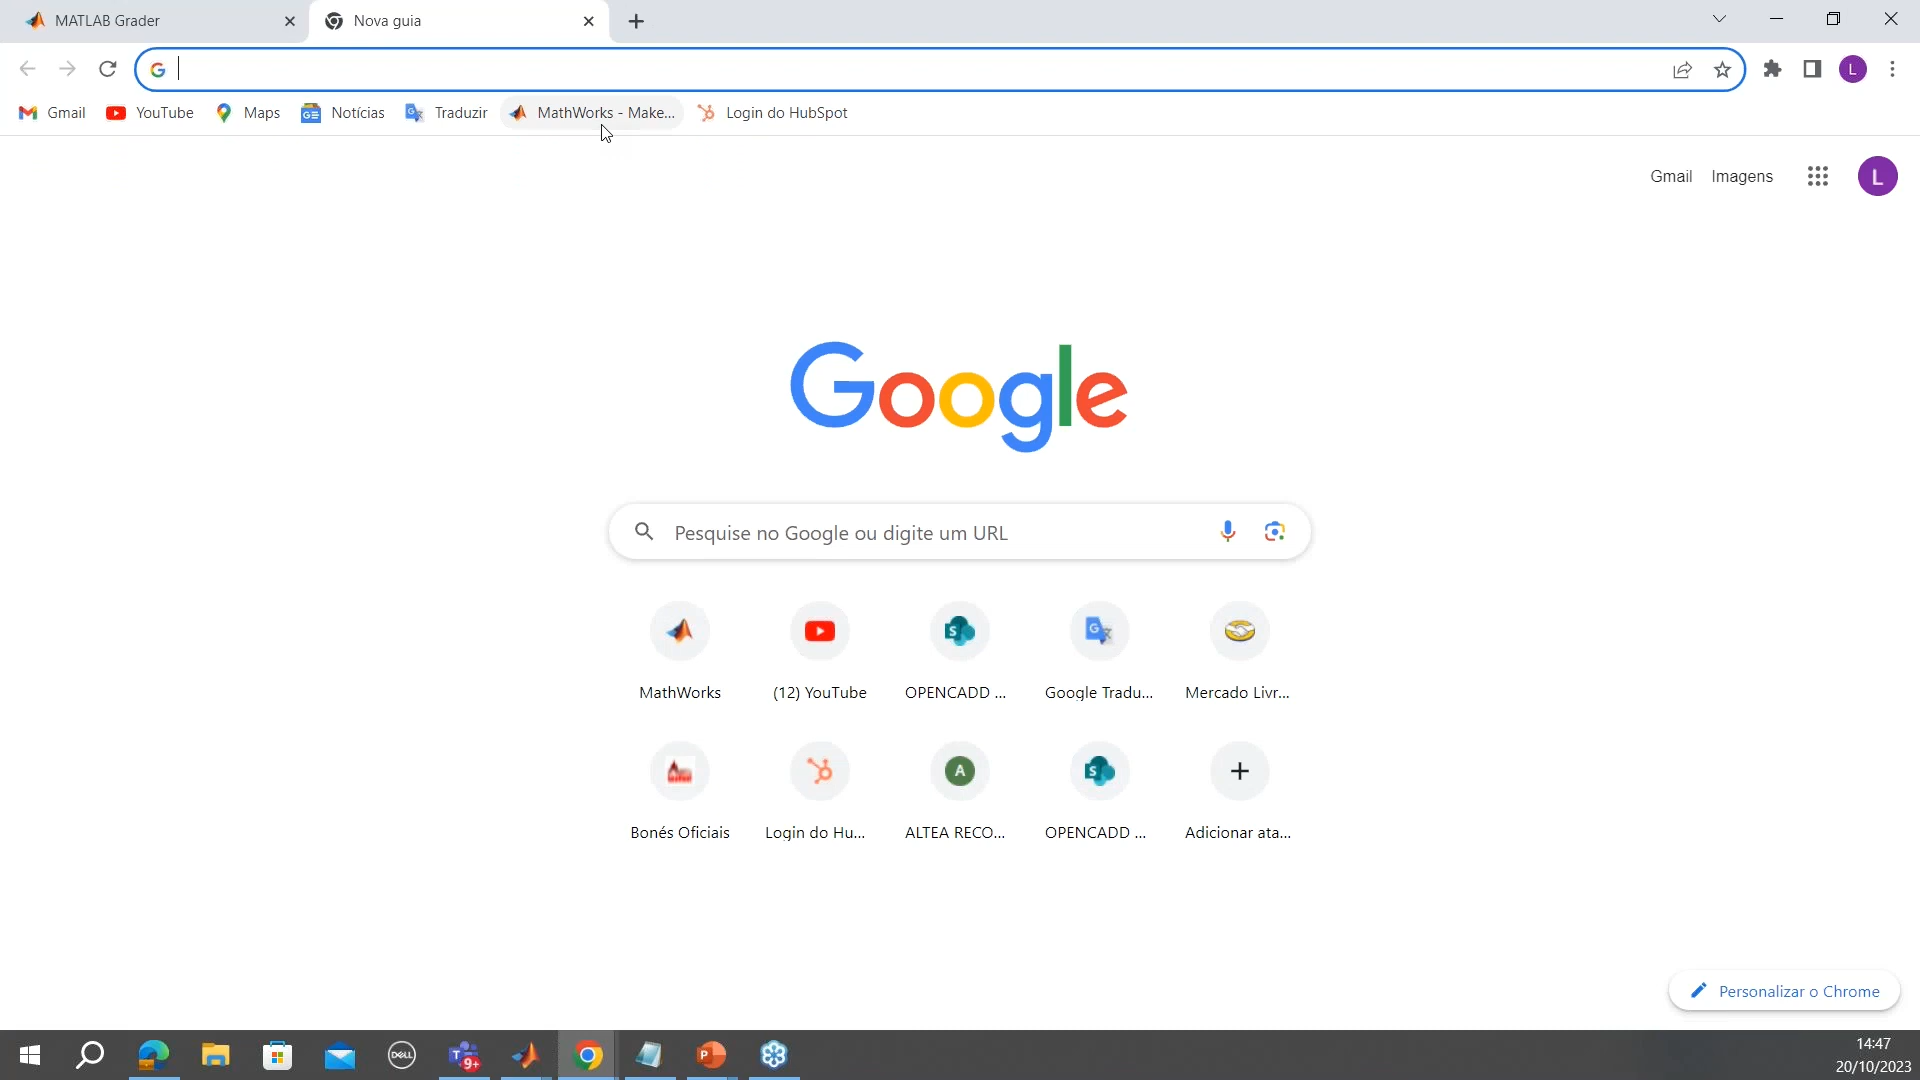 MATLAB Grader
Nova guia
Gmail
YouTube
Maps
Notícias
Traduzir
MathWorks - Make...
Login do HubSpot
L
Gmail
Imagens
L
Google
Pesquise no Google ou digite um URL
MathWorks
(12) YouTube
OPENCADD ...
Google Tradu...
Mercado Livr...
A
Bonés Oficiais
Login do Hu...
ALTEA RECO...
OPENCADD ...
Adicionar ata...
Personalizar o Chrome
DELL
9+
14:47
20/10/2023